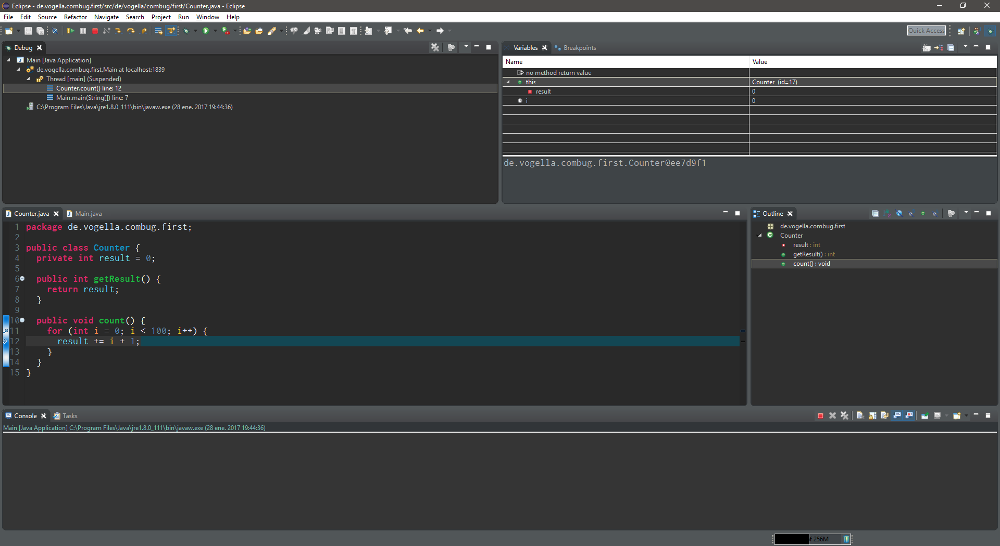 Eclipse - de.vogella.combug.first/src/de/vogella/combug/first/Counter.java - Eclipse
File Edit Source Refactor Navigate Search Project Run Window Help
Quick Access
Debug
Main [Java Application]
de.vogella.combug.first.Main at localhost:1839
Thread [main] (Suspended)
Counter.count() line: 12
Main.main(String[]) line: 7
C:\Program Files\Java\jre1.8.0_111\bin\javaw.exe (28 ene. 2017 19:44:36)
Variables Breakpoints
Name Value
no method return value
this Counter (id=17)
result 0
i 0
de.vogella.combug.first.Counter@ee7d9f1
Counter.java Main.java
1 package de.vogella.combug.first;
2
3 public class Counter {
4 private int result = 0;
5
6 public int getResult() {
7 return result;
8 }
9
10 public void count() {
11 for (int i = 0; i < 100; i++) {
12 result += i + 1;
13 }
14 }
15 }
Outline
de.vogella.combug.first
Counter
result : int
getResult() : int
count() : void
Console Tasks
Main [Java Application] C:\Program Files\Java\jre1.8.0_111\bin\javaw.exe (28 ene. 2017 19:44:36)
256M